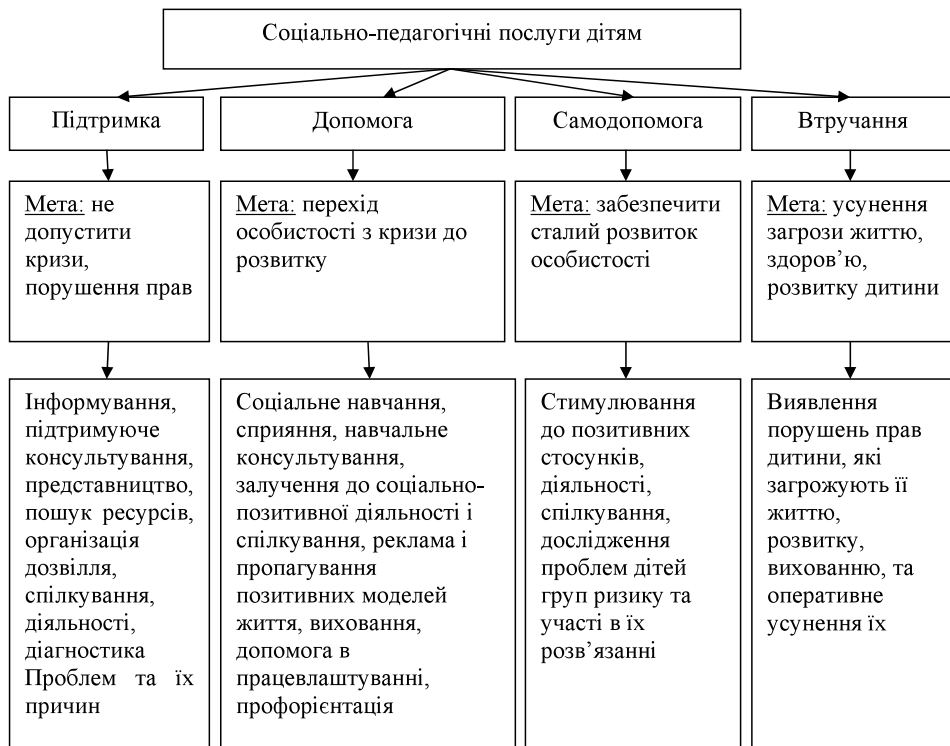 Соціально-педагогічні послуги дітям
Підтримка
Допомога
Самодопомога
Втручання
Мета: не
допустити
кризи,
порушення прав
Мета: перехід
особистості з кризи до
розвитку
Мета: забезпечити
сталий розвиток
особистості
Мета: усунення
загрози життю,
здоров’ю,
розвитку дитини
Інформування,
підтримуюче
консультування,
представництво,
пошук ресурсів,
організація
дозвілля,
спілкування,
діяльності,
діагностика
Проблем та їх
причин
Соціальне навчання,
сприяння, навчальне
консультування,
залучення до соціально-
позитивної діяльності і
спілкування, реклама і
пропагування
позитивних моделей
життя, виховання,
допомога в
працевлаштуванні,
профорієнтація
Стимулювання
до позитивних
стосунків,
діяльності,
спілкування,
дослідження
проблем дітей
груп ризику та
участі в їх
розв’язанні
Виявлення
порушень прав
дитини, які
загрожують її
життю,
розвитку,
вихованню, та
оперативне
усунення їх